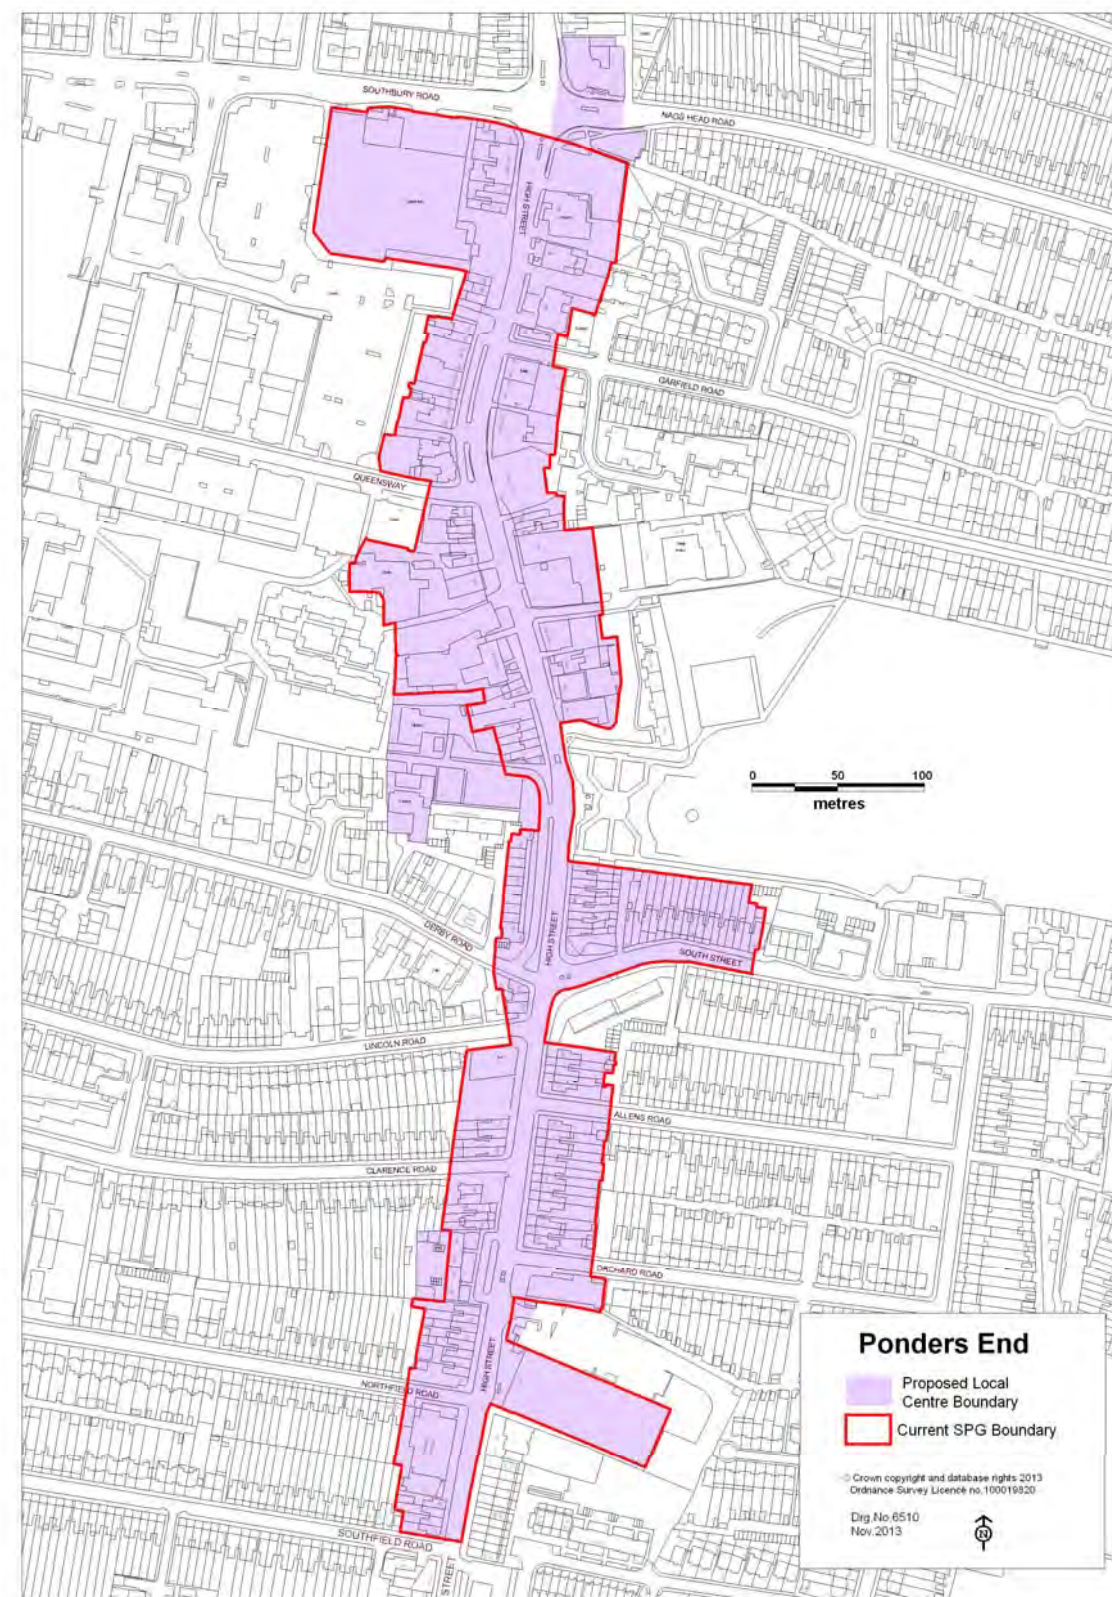 SOUTHBURY ROAD
NAGS HEAD ROAD
HIGH STREET
GARFIELD ROAD
QUEENSWAY
0 50 100
metres
DERBY ROAD
HIGH STREET
SOUTH STREET
LINCOLN ROAD
ALLENS ROAD
CLARENCE ROAD
ORCHARD ROAD
HIGH STREET
NORTHFIELD ROAD
SOUTHFIELD ROAD
STREET
Ponders End
Proposed Local
Centre Boundary
Current SPG Boundary
© Crown copyright and database rights 2013
Ordnance Survey Licence no.100019820
Drg.No.6510
Nov.2013
N